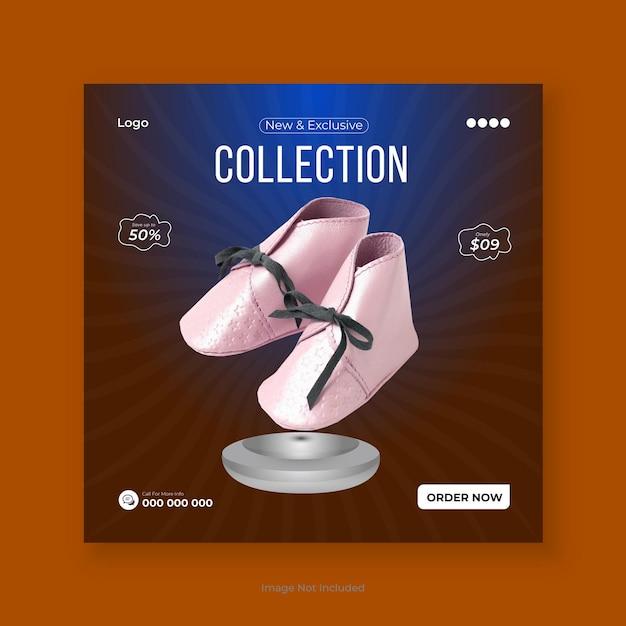 Logo
New & Exclusive
COLLECTION
Save up to
50%
Onely
$09
Call For More Info
000 000 000
ORDER NOW
Image Not Included